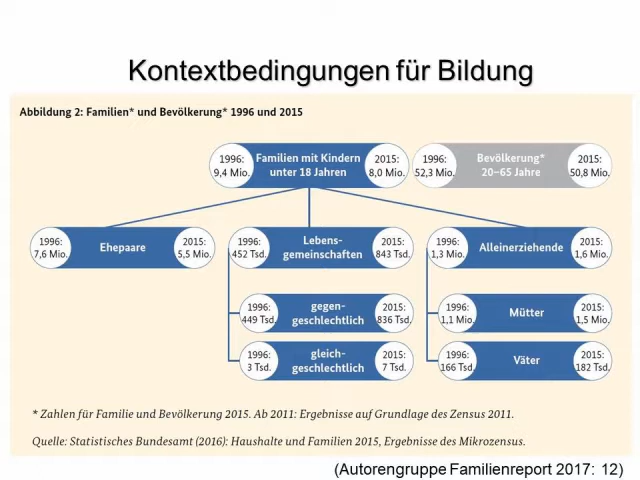 Kontextbedingungen für Bildung
Abbildung 2: Familien* und Bevölkerung* 1996 und 2015
1996:
9,4 Mio.
Familien mit Kindern
unter 18 Jahren
2015:
8,0 Mio.
1996:
52,3 Mio.
Bevölkerung*
20–65 Jahre
2015:
50,8 Mio.
1996:
7,6 Mio.
Ehepaare
2015:
5,5 Mio.
1996:
452 Tsd.
Lebens-
gemeinschaften
2015:
843 Tsd.
1996:
1,3 Mio.
Alleinerziehende
2015:
1,6 Mio.
1996:
449 Tsd.
gegen-
geschlechtlich
2015:
836 Tsd.
1996:
1,1 Mio.
Mütter
2015:
1,5 Mio.
1996:
3 Tsd.
gleich-
geschlechtlich
2015:
7 Tsd.
1996:
166 Tsd.
Väter
2015:
182 Tsd.
* Zahlen für Familie und Bevölkerung 2015. Ab 2011: Ergebnisse auf Grundlage des Zensus 2011.
Quelle: Statistisches Bundesamt (2016): Haushalte und Familien 2015, Ergebnisse des Mikrozensus.
(Autorengruppe Familienreport 2017: 12)